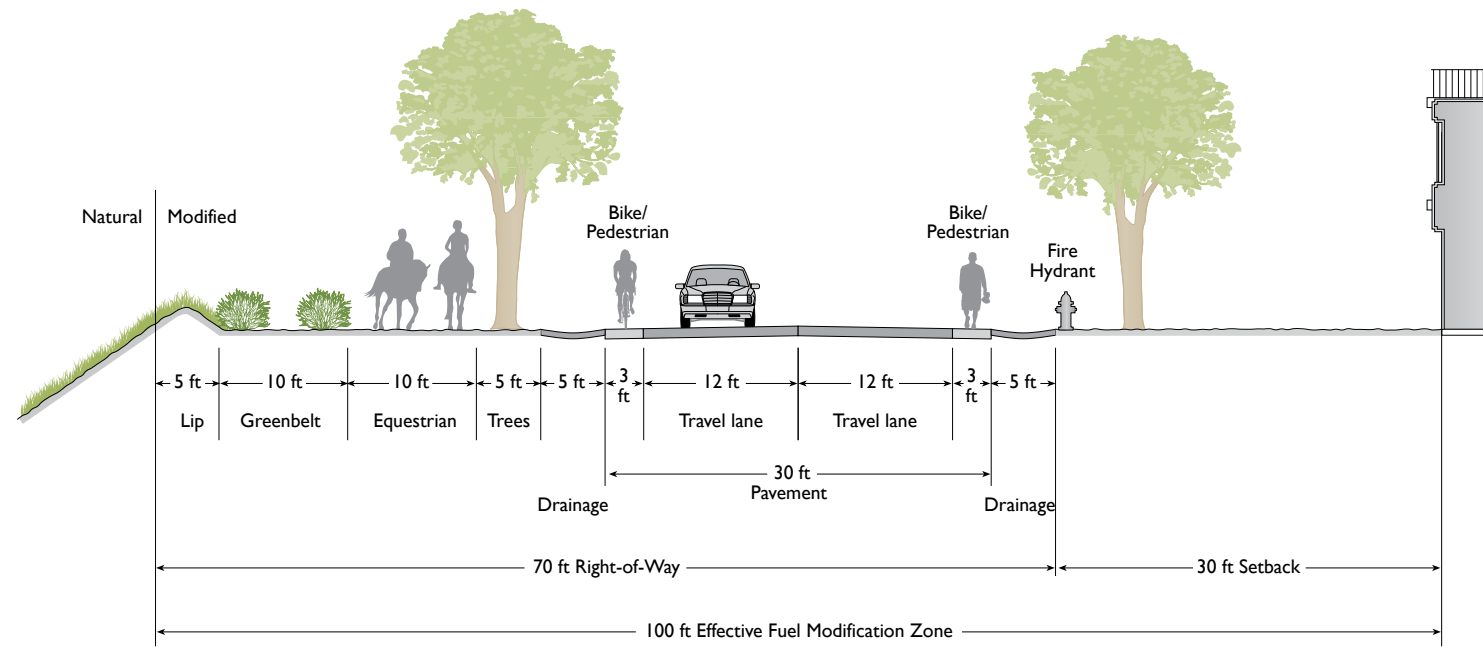 Natural
Modified
Bike/
Pedestrian
Bike/
Pedestrian
Fire
Hydrant
5 ft
10 ft
10 ft
5 ft
5 ft
3
ft
12 ft
12 ft
3
ft
5 ft
Lip
Greenbelt
Equestrian
Trees
Travel lane
Travel lane
30 ft
Pavement
Drainage
Drainage
70 ft Right-of-Way
30 ft Setback
100 ft Effective Fuel Modification Zone